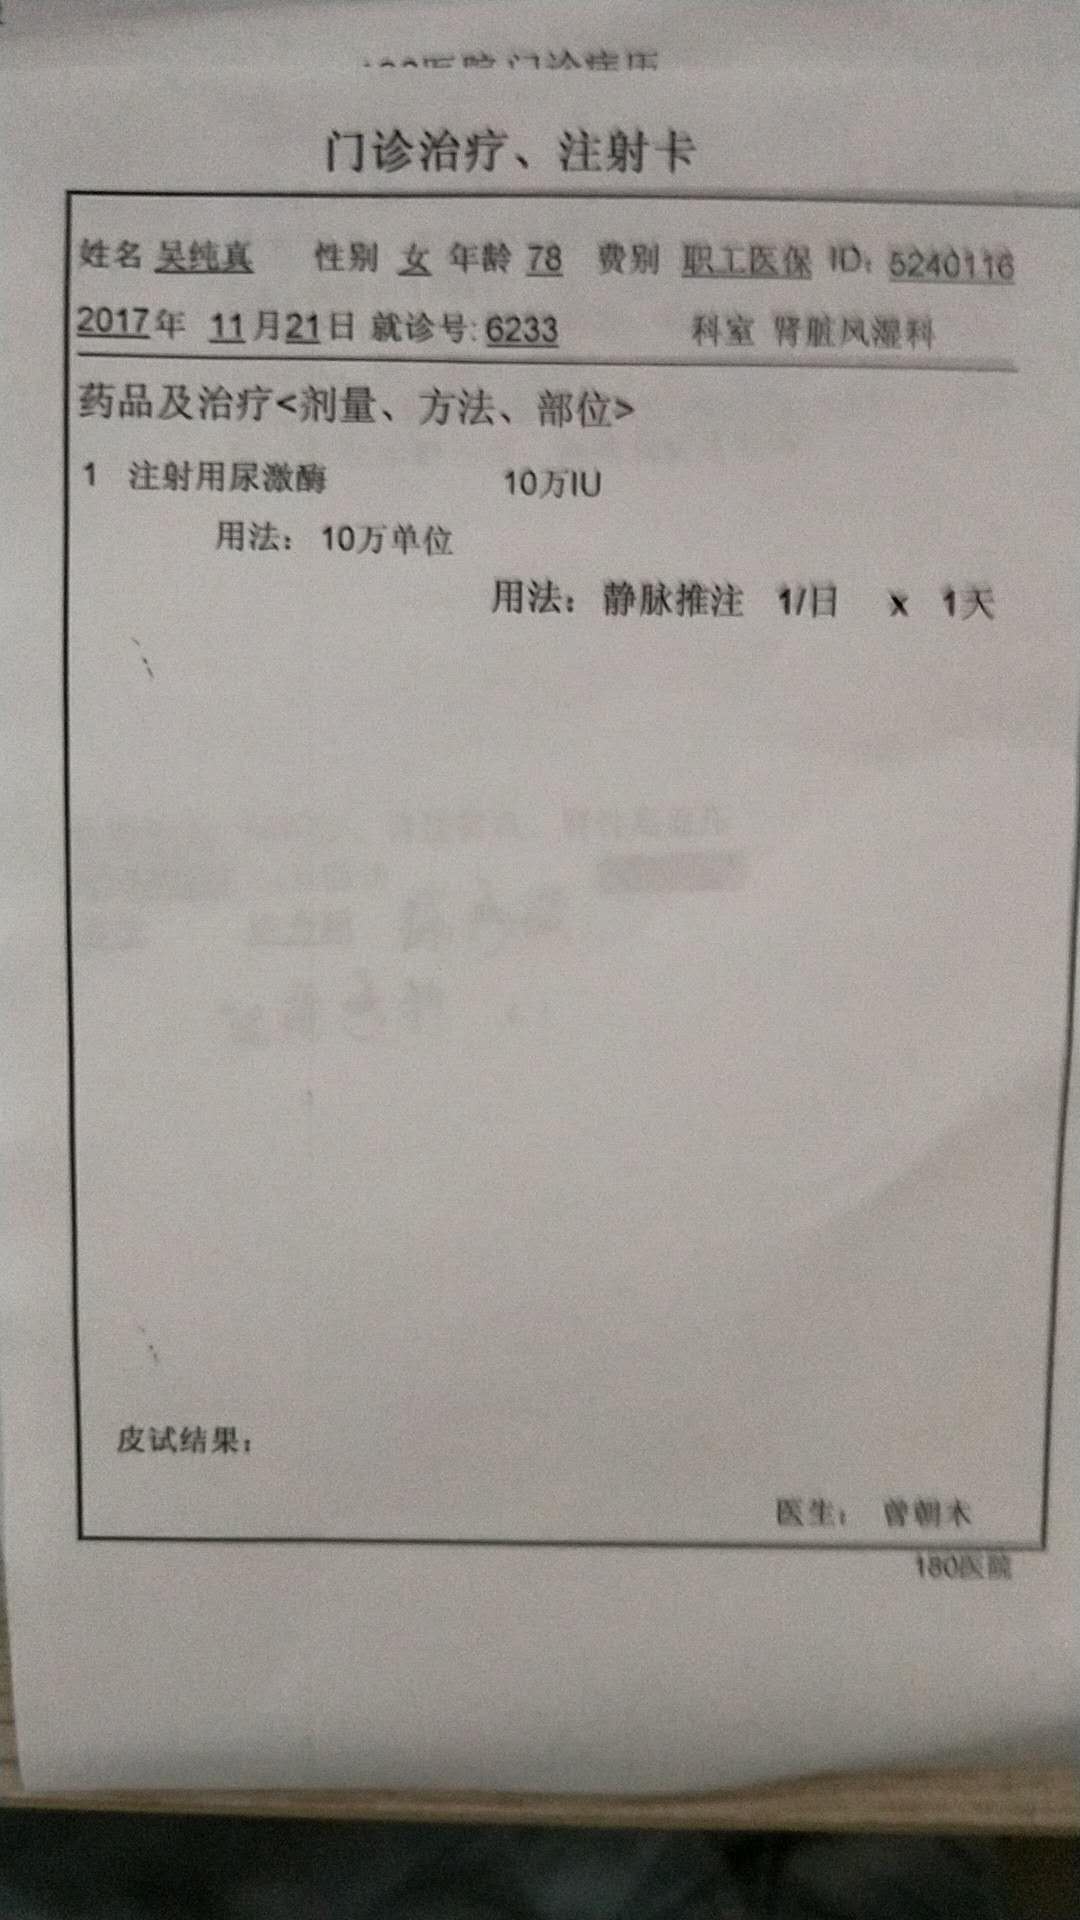 180医院门诊病历
门诊治疗、注射卡
姓名 吴纯真 性别 女 年龄 78 费别 职工医保 ID: 5240116
2017年 11月21日 就诊号: 6233 科室 肾脏风湿科
药品及治疗<剂量、方法、部位>
1 注射用尿激酶 10万IU
用法： 10万单位
用法： 静脉推注 1/日 x 1天
皮试结果：
医生： 曾朝木
180医院